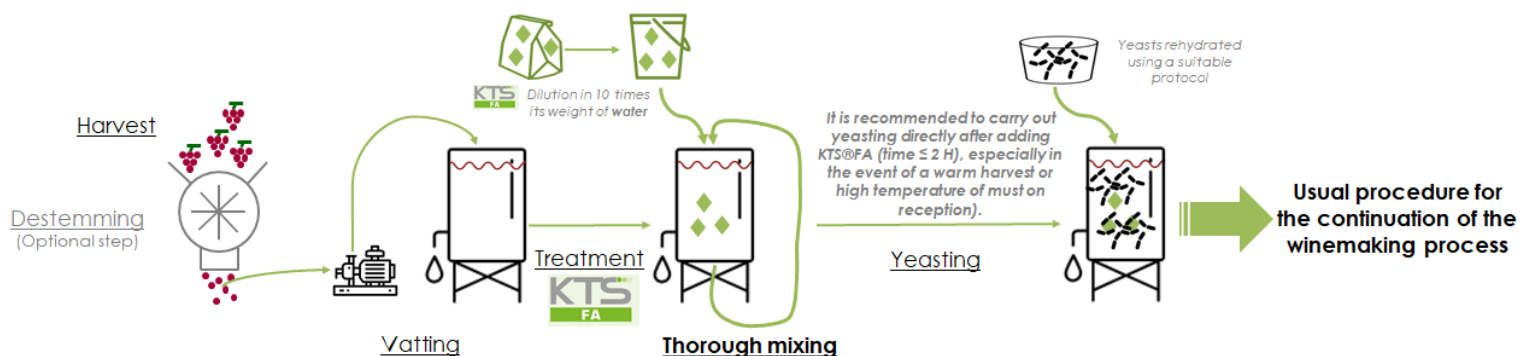 Harvest
Destemming
(Optional step)
Vatting
KTS
FA
Dilution in 10 times
its weight of water
Treatment
KTS
FA
Thorough mixing
It is recommended to carry out
yeasting directly after adding
KTS®FA (time ≤ 2 H), especially in
the event of a warm harvest or
high temperature of must on
reception).
Yeasting
Yeasts rehydrated
using a suitable
protocol
Usual procedure for
the continuation of the
winemaking process